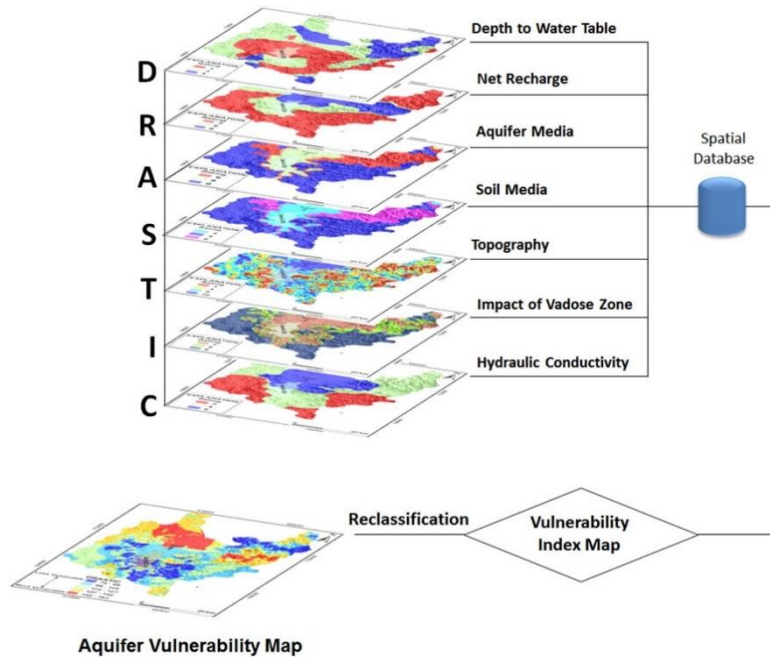 Depth to Water Table
D
Net Recharge
R
Aquifer Media
A
Spatial
Database
Soil Media
S
Topography
T
Impact of Vadose Zone
I
Hydraulic Conductivity
C
Reclassification
Vulnerability
Index Map
Aquifer Vulnerability Map